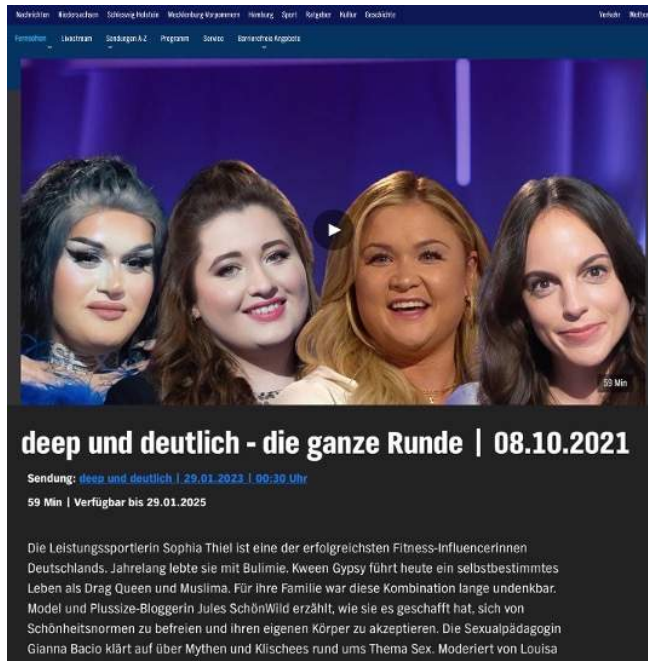 Nachrichten Niedersachsen Schleswig-Holstein Mecklenburg-Vorpommern Hamburg Sport Ratgeber Kultur Geschichte Verkehr Wetter
Fernsehen Livestream Sendungen A-Z Programm Service Barrierefreie Angebote
59 Min
deep und deutlich - die ganze Runde | 08.10.2021
Sendung: deep und deutlich | 29.01.2023 | 00:30 Uhr
59 Min | Verfügbar bis 29.01.2025
Die Leistungssportlerin Sophia Thiel ist eine der erfolgreichsten Fitness-Influencerinnen
Deutschlands. Jahrelang lebte sie mit Bulimie. Kween Gypsy führt heute ein selbstbestimmtes
Leben als Drag Queen und Muslima. Für ihre Familie war diese Kombination lange undenkbar.
Model und Plussize-Bloggerin Jules SchönWild erzählt, wie sie es geschafft hat, sich von
Schönheitsnormen zu befreien und ihren eigenen Körper zu akzeptieren. Die Sexualpädagogin
Gianna Bacio klärt auf über Mythen und Klischees rund ums Thema Sex. Moderiert von Louisa